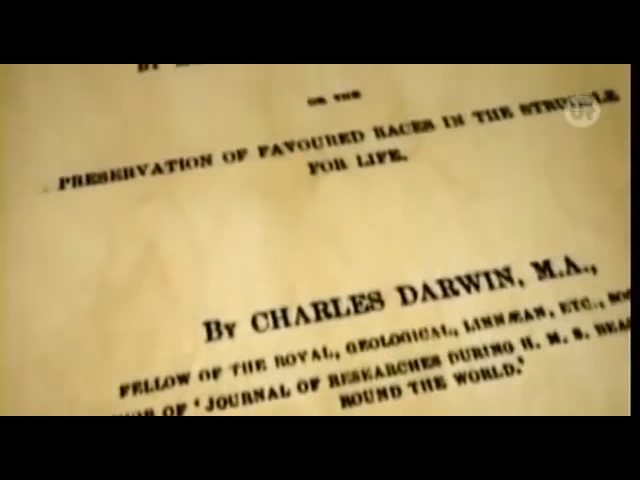 OR THE
PRESERVATION OF FAVOURED RACES IN THE STRUGGLE
FOR LIFE.
BY CHARLES DARWIN, M.A.,
FELLOW OF THE ROYAL, GEOLOGICAL, LINNÆAN, ETC.,
OF 'JOURNAL OF RESEARCHES DURING H. M. S.
ROUND THE WORLD.'